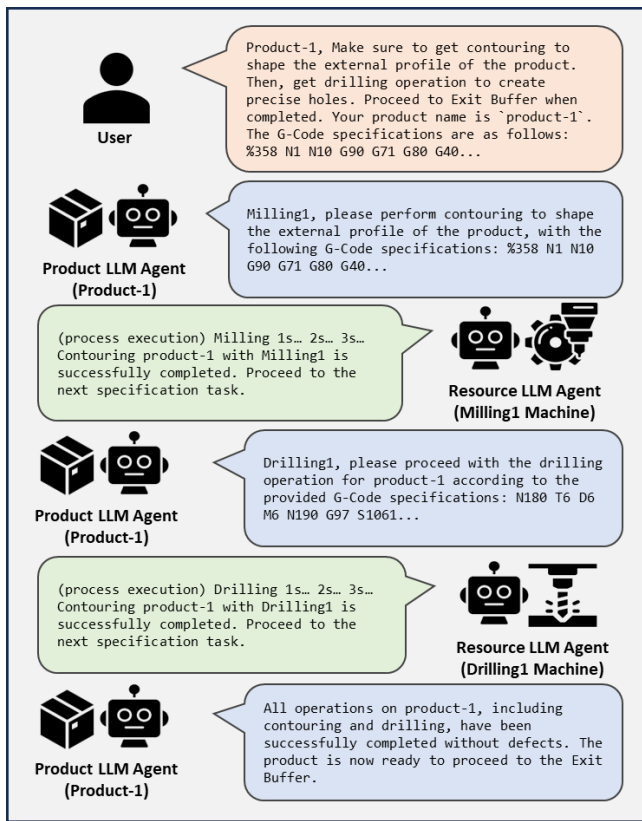 Product-1, Make sure to get contouring to
shape the external profile of the product.
Then, get drilling operation to create
precise holes. Proceed to Exit Buffer when
completed. Your product name is `product-1`.
The G-Code specifications are as follows:
%358 N1 N10 G90 G71 G80 G40...
User
Milling1, please perform contouring to shape
the external profile of the product, with the
following G-Code specifications: %358 N1 N10
G90 G71 G80 G40...
Product LLM Agent
(Product-1)
(process execution) Milling 1s… 2s… 3s…
Contouring product-1 with Milling1 is
successfully completed. Proceed to the
next specification task.
Resource LLM Agent
(Milling1 Machine)
Drilling1, please proceed with the drilling
operation for product-1 according to the
provided G-Code specifications: N180 T6 D6
M6 N190 G97 S1061...
Product LLM Agent
(Product-1)
(process execution) Drilling 1s… 2s… 3s…
Contouring product-1 with Drilling1 is
successfully completed. Proceed to the
next specification task.
Resource LLM Agent
(Drilling1 Machine)
All operations on product-1, including
contouring and drilling, have been
successfully completed without defects. The
product is now ready to proceed to the Exit
Buffer.
Product LLM Agent
(Product-1)